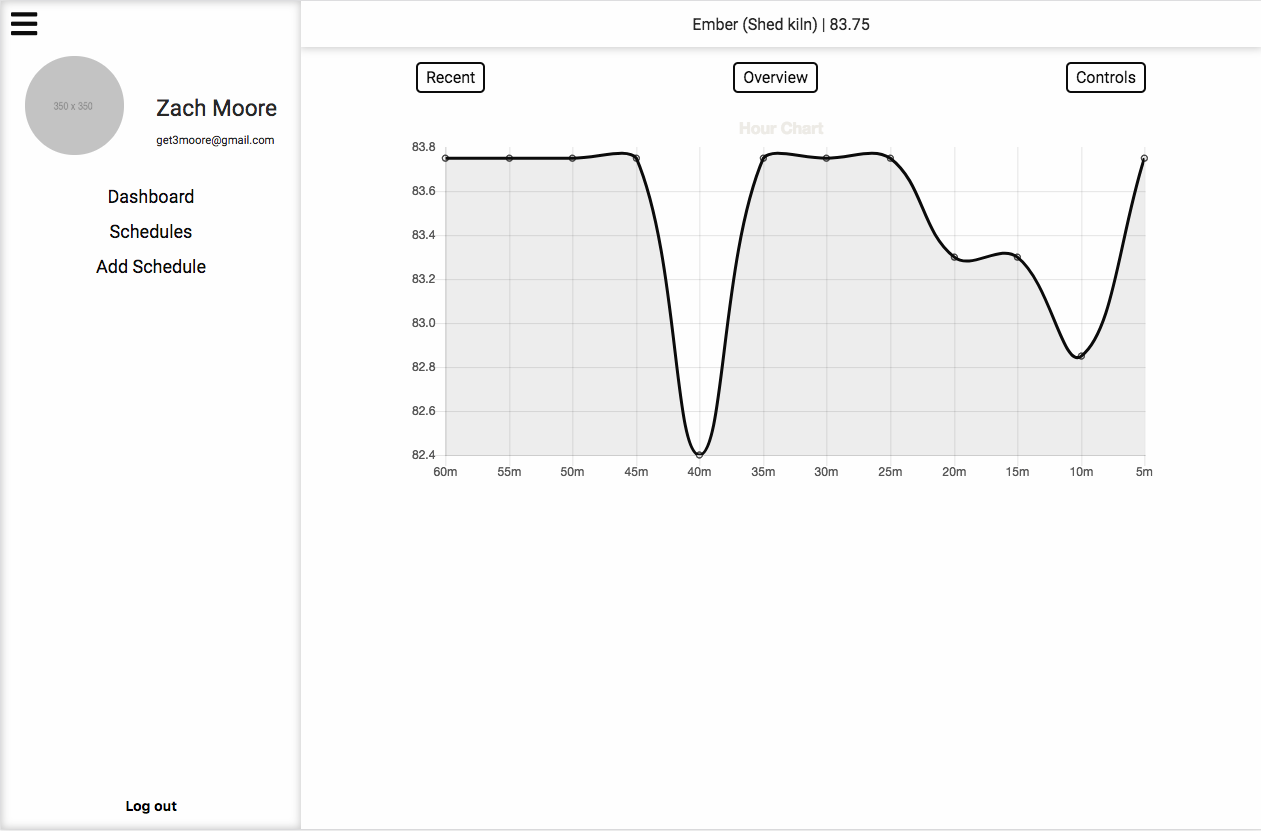 Ember (Shed kiln) | 83.75
350 x 350
Zach Moore
get3moore@gmail.com
Dashboard
Schedules
Add Schedule
Log out
Recent
Overview
Controls
Hour Chart
83.8
83.6
83.4
83.2
83.0
82.8
82.6
82.4
60m 55m 50m 45m 40m 35m 30m 25m 20m 15m 10m 5m